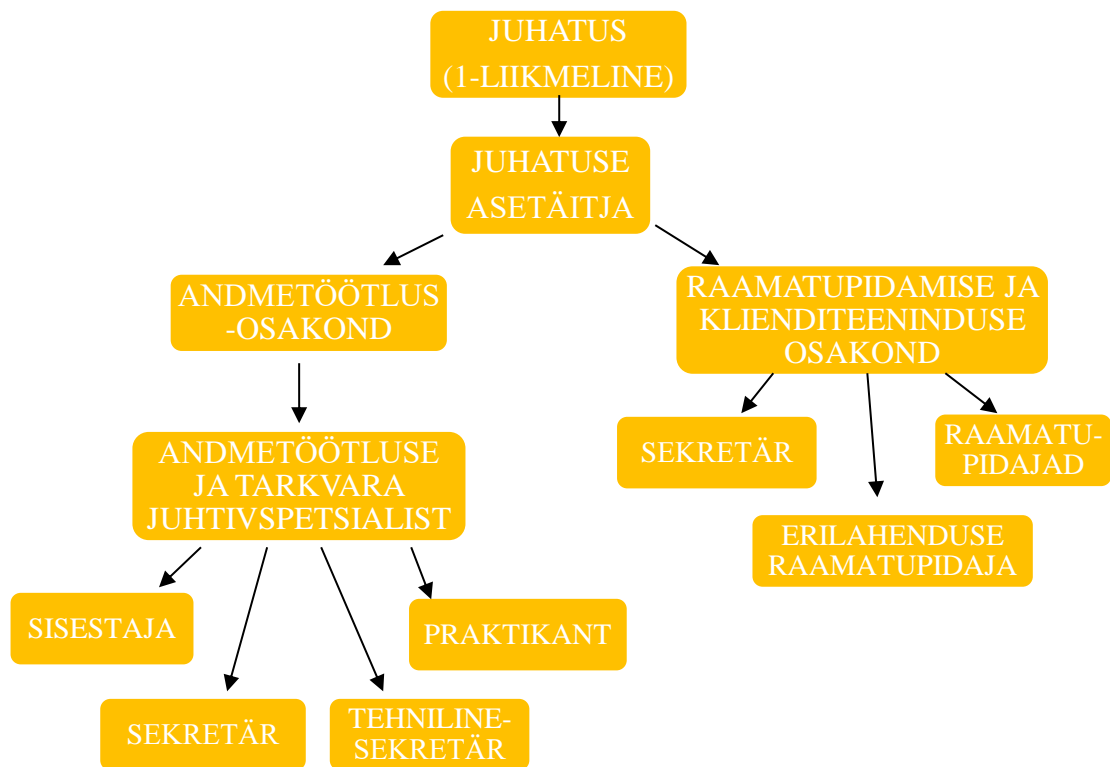 JUHATUS
(1-LIIKMELINE)
JUHATUSE
ASETÄITJA
ANDMETÖÖTLUS
-OSAKOND
RAAMATUPIDAMISE JA
KLIENDITEENINDUSE
OSAKOND
ANDMETÖÖTLUSE
JA TARKVARA
JUHTIVSPETSIALIST
SEKRETÄR
RAAMATU-
PIDAJAD
ERILAHENDUSE
RAAMATUPIDAJA
SISESTAJA
PRAKTIKANT
SEKRETÄR
TEHNILINE-
SEKRETÄR